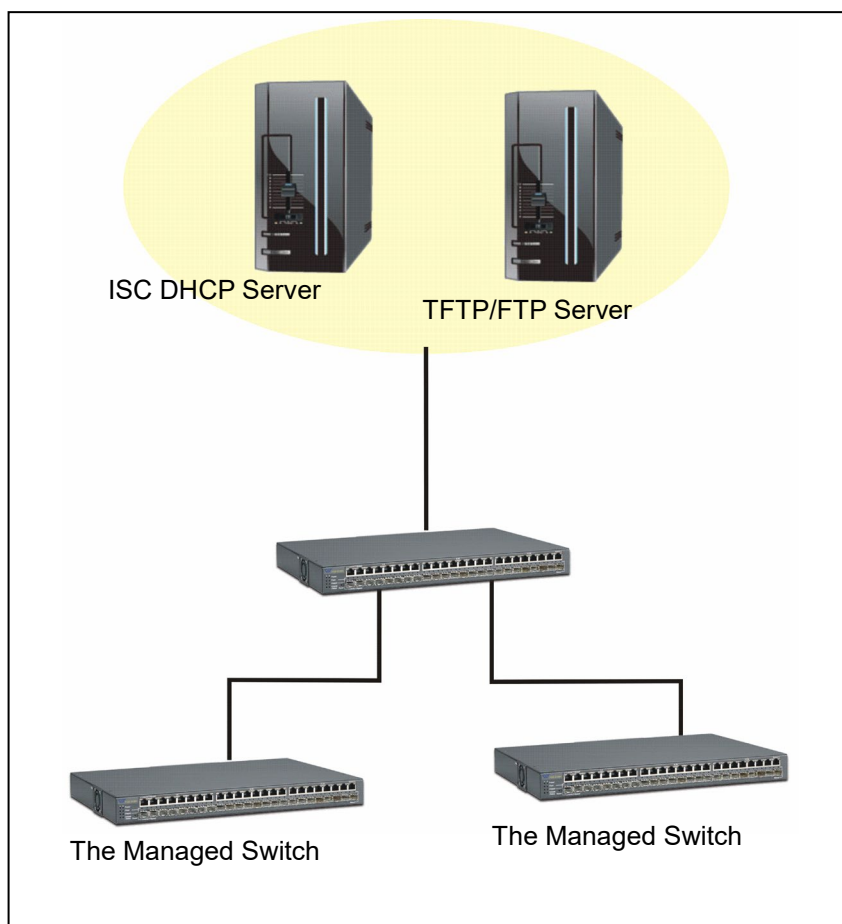 ISC DHCP Server
TFTP/FTP Server
The Managed Switch
The Managed Switch